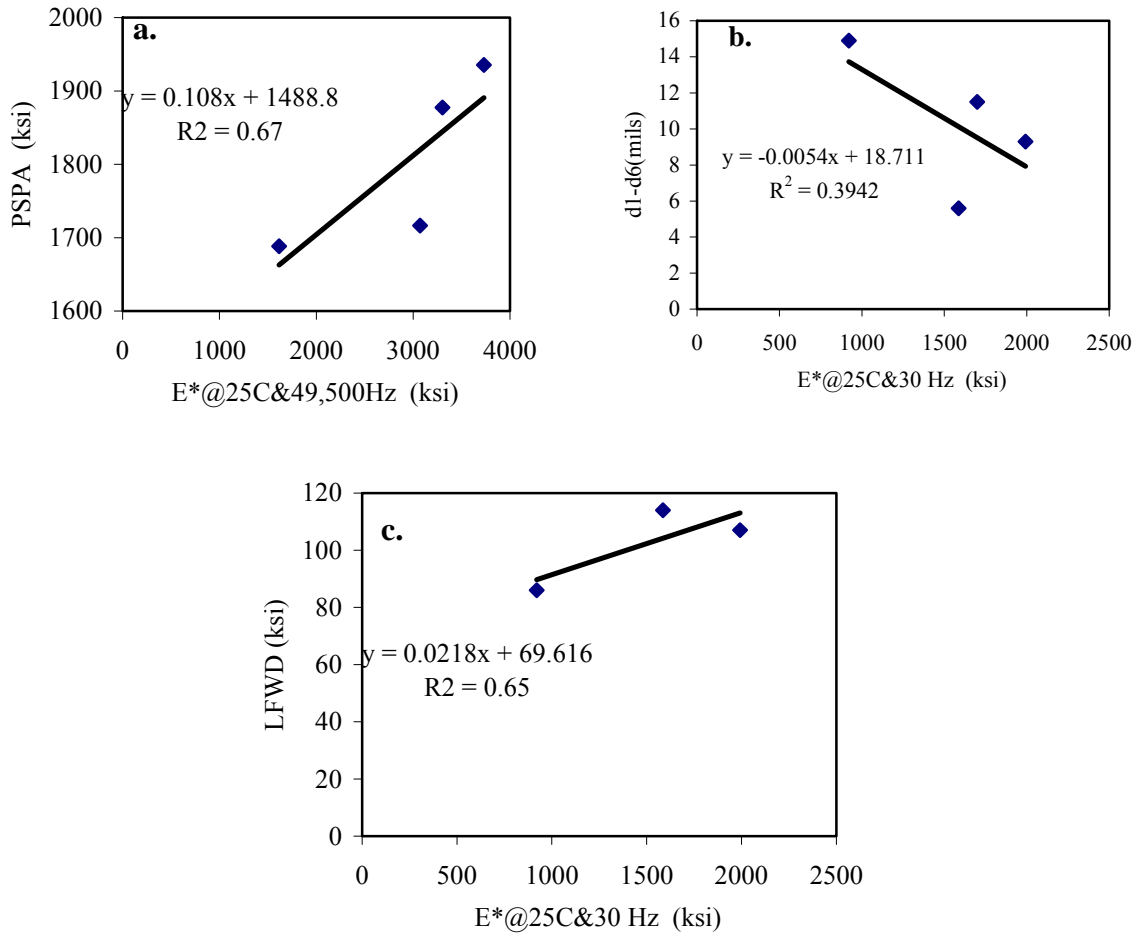 a.
2000
1900
1800
1700
1600
PSPA (ksi)
y = 0.108x + 1488.8
R2 = 0.67
0 1000 2000 3000 4000
E*@25C&49,500Hz (ksi)
b.
16
14
12
10
8
6
4
2
0
d1-d6(mils)
y = -0.0054x + 18.711
R² = 0.3942
0 500 1000 1500 2000 2500
E*@25C&30 Hz (ksi)
c.
120
100
80
60
40
20
0
LFWD (ksi)
y = 0.0218x + 69.616
R2 = 0.65
0 500 1000 1500 2000 2500
E*@25C&30 Hz (ksi)